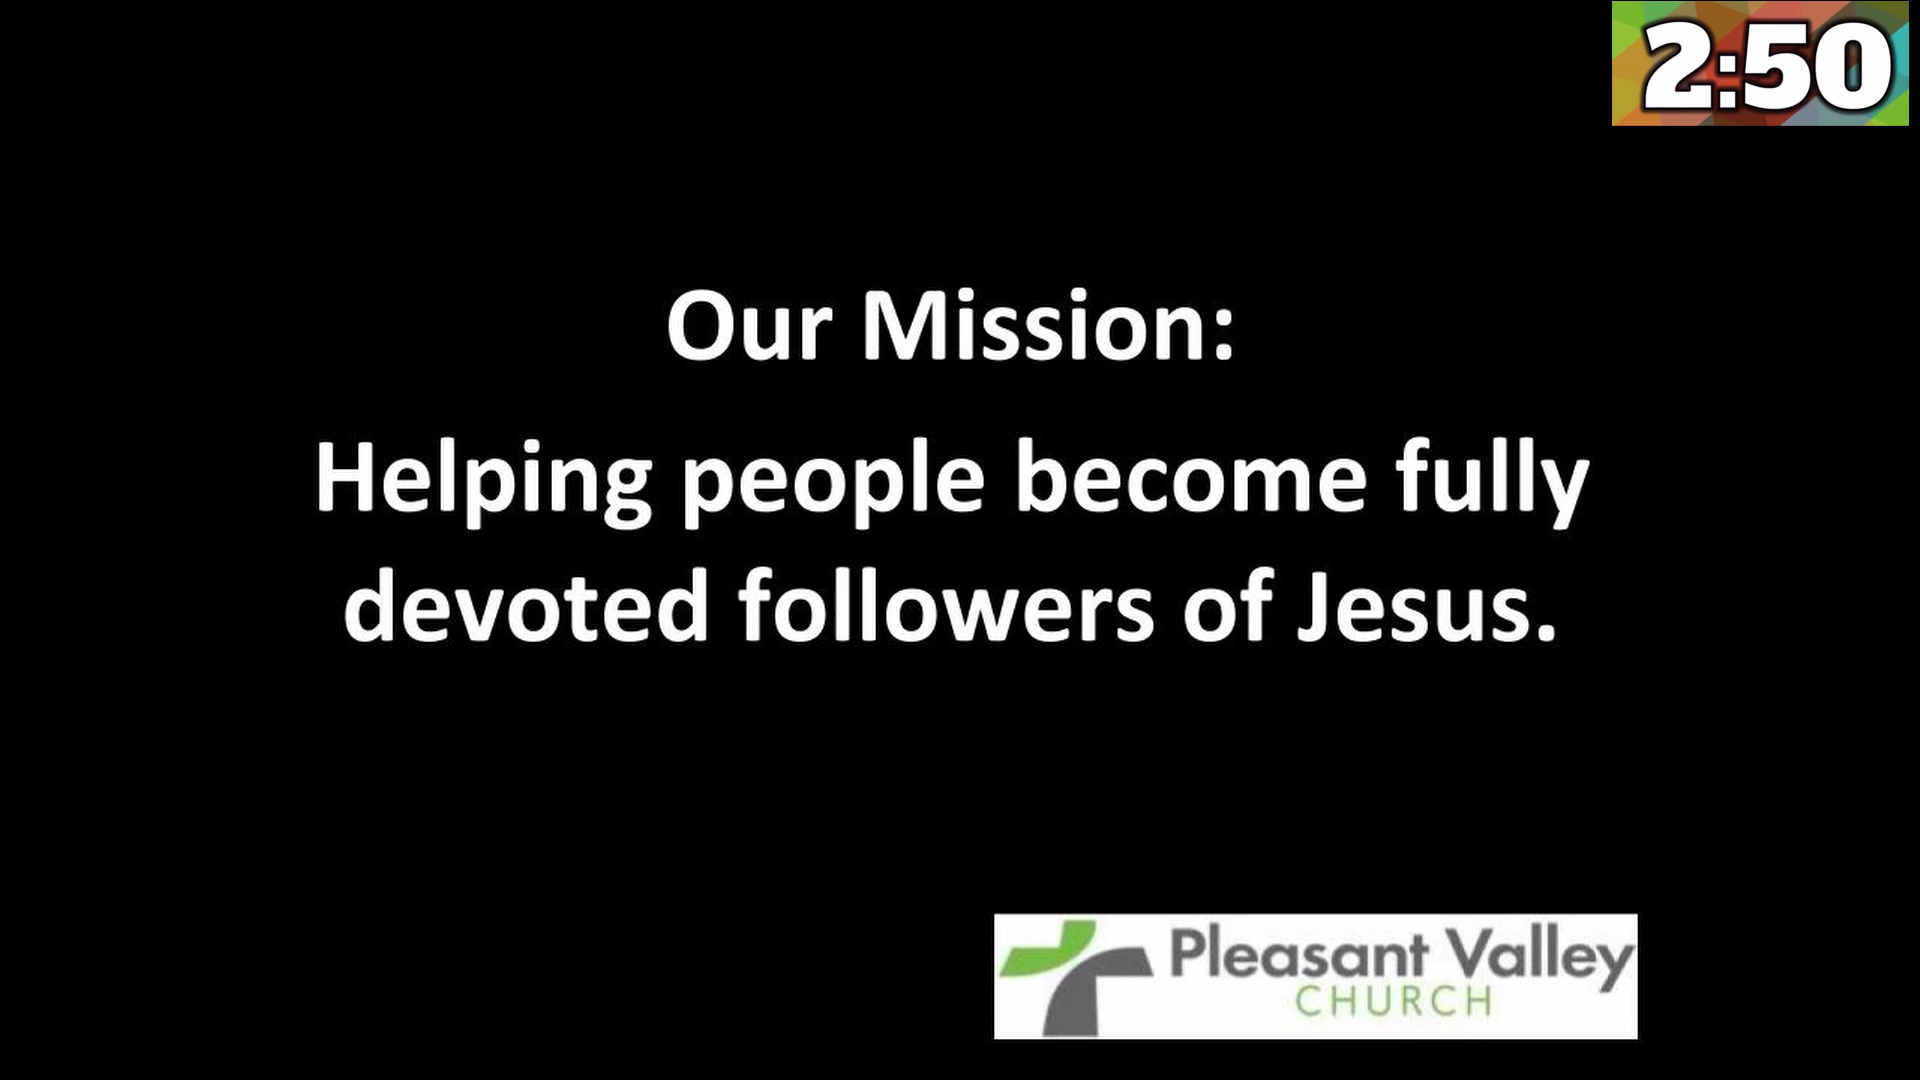 2:50
Our Mission:
Helping people become fully
devoted followers of Jesus.
Pleasant Valley
CHURCH